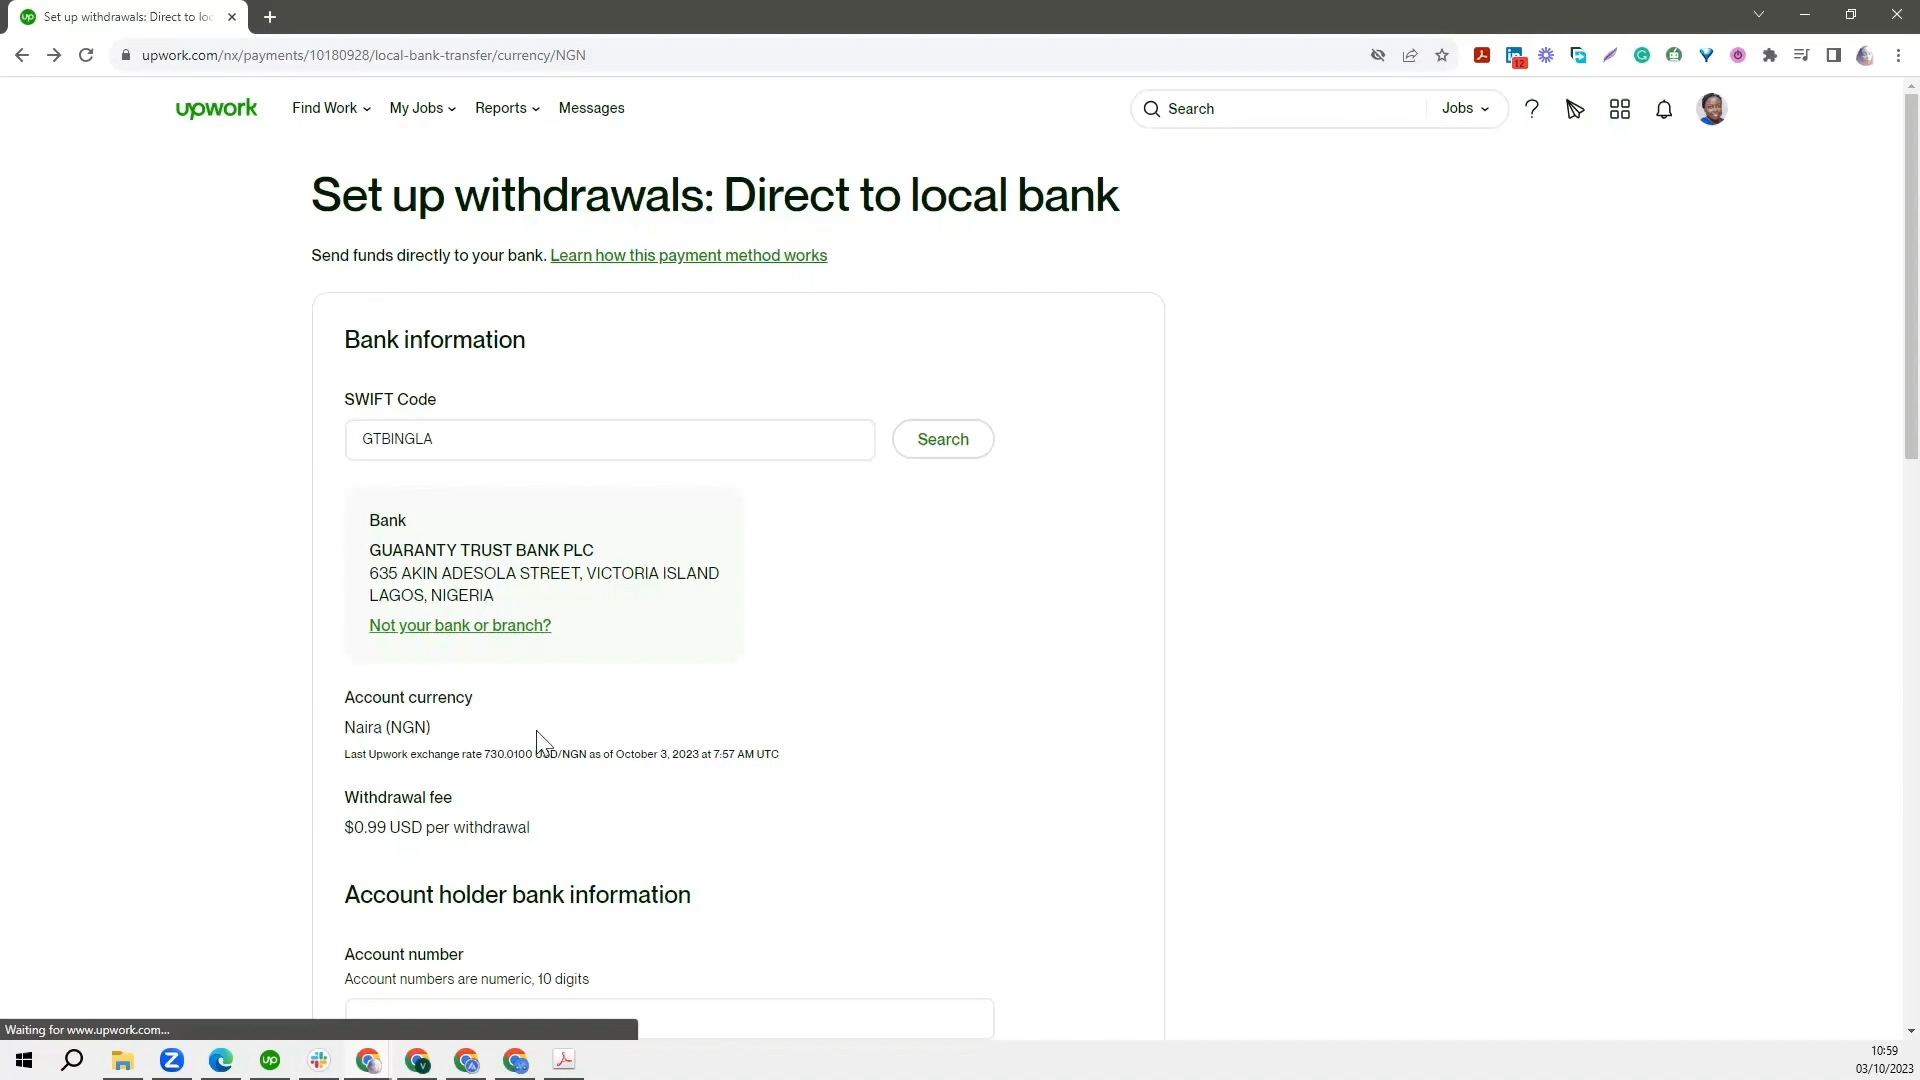 Set up withdrawals: Direct to loc
upwork.com/nx/payments/10180928/local-bank-transfer/currency/NGN
12
upwork
Find Work
My Jobs
Reports
Messages
Search
Jobs
Set up withdrawals: Direct to local bank
Send funds directly to your bank. Learn how this payment method works
Bank information
SWIFT Code
GTBINGLA
Search
Bank
GUARANTY TRUST BANK PLC
635 AKIN ADESOLA STREET, VICTORIA ISLAND
LAGOS, NIGERIA
Not your bank or branch?
Account currency
Naira (NGN)
Last Upwork exchange rate 730.0100 USD/NGN as of October 3, 2023 at 7:57 AM UTC
Withdrawal fee
$0.99 USD per withdrawal
Account holder bank information
Account number
Account numbers are numeric, 10 digits
Waiting for www.upwork.com...
10:59
03/10/2023